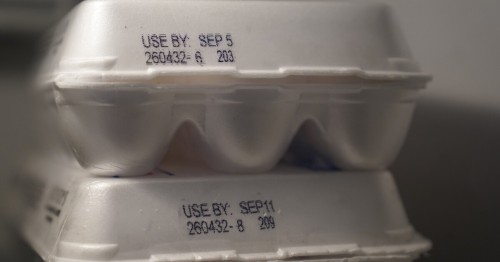 USE BY: SEP 5
260432- 6 203
USE BY: SEP11
260432- 8 209